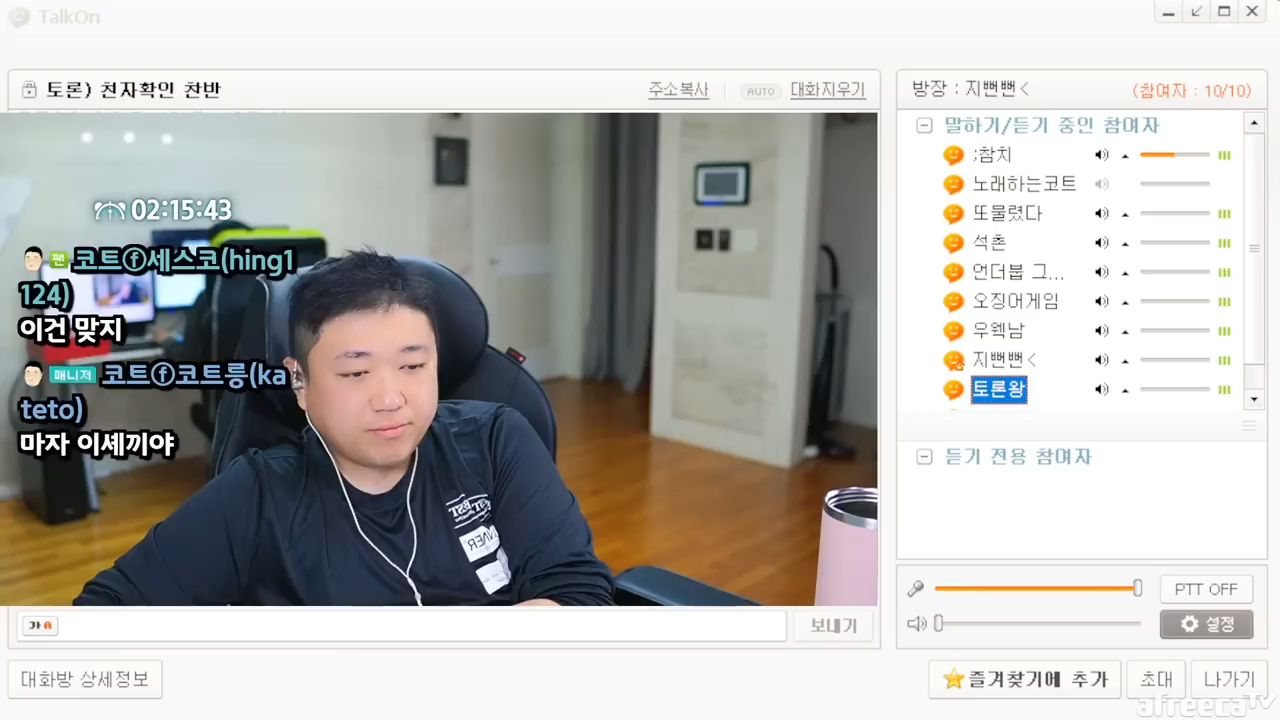 TalkOn
토론) 천자확인 찬반
주소복사
AUTO
대화지우기
방장 : 지뻔뻔<
(참여자 : 10/10)
말하기/듣기 중인 참여자
;참치
노래하는코트
또물렸다
석촌
언더붑 그...
오징어게임
우웩남
지뻔뻔<
토론왕
듣기 전용 참여자
02:15:43
팬 코트ⓕ세스코(hing1
124)
이건 맞지
매니저 코트ⓕ코트릉(ka
teto)
마자 이셰끼야
가A
보내기
PTT OFF
설정
대화방 상세정보
즐겨찾기에 추가
초대
나가기
afreecaTV